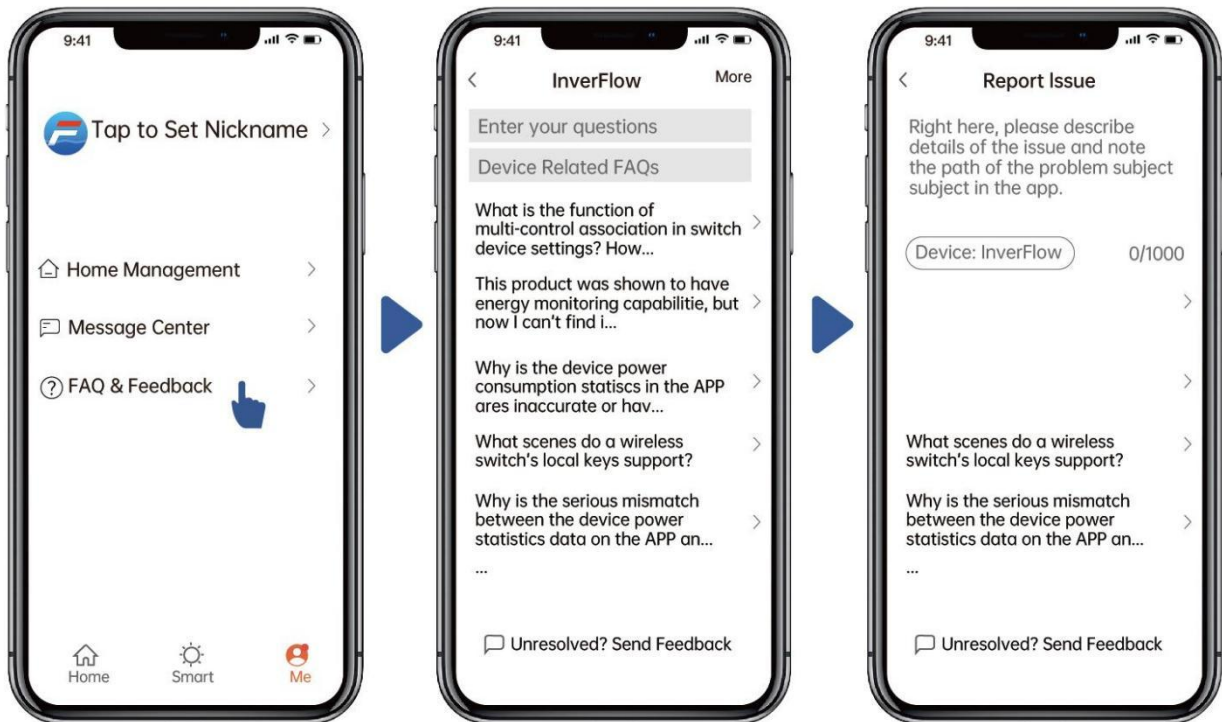 9:41
Tap to Set Nickname
Home Management
Message Center
FAQ & Feedback
Home
Smart
Me
9:41
InverFlow
More
Enter your questions
Device Related FAQs
What is the function of
multi-control association in switch
device settings? How...
This product was shown to have
energy monitoring capabilitie, but
now I can't find i...
Why is the device power
consumption statiscs in the APP
ares inaccurate or hav...
What scenes do a wireless
switch's local keys support?
Why is the serious mismatch
between the device power
statistics data on the APP an...
...
Unresolved? Send Feedback
9:41
Report Issue
Right here, please describe
details of the issue and note
the path of the problem subject
subject in the app.
Device: InverFlow
0/1000
What scenes do a wireless
switch's local keys support?
Why is the serious mismatch
between the device power
statistics data on the APP an...
...
Unresolved? Send Feedback